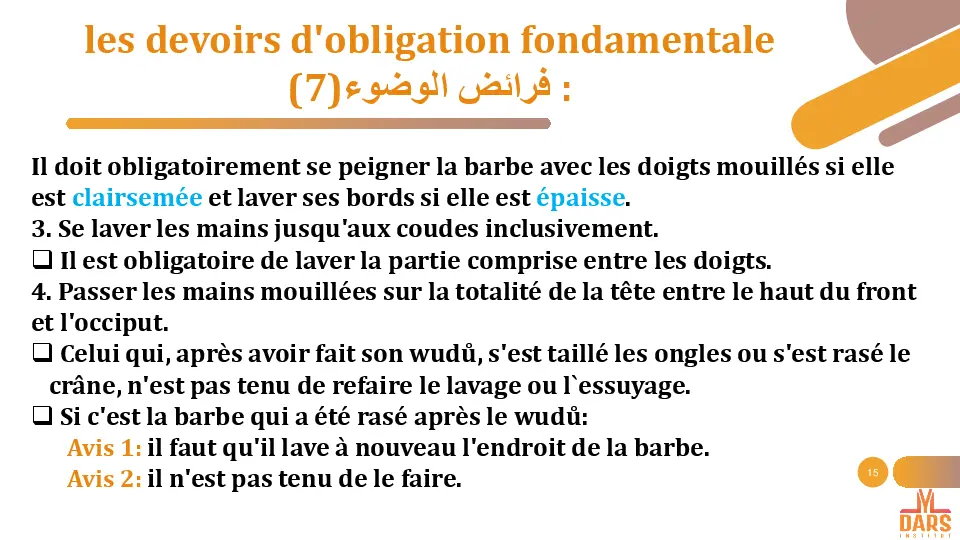 les devoirs d'obligation fondamentale
(7)فرائض الوضوء :
Il doit obligatoirement se peigner la barbe avec les doigts mouillés si elle
est clairsemée et laver ses bords si elle est épaisse.
3. Se laver les mains jusqu'aux coudes inclusivement.
❑ Il est obligatoire de laver la partie comprise entre les doigts.
4. Passer les mains mouillées sur la totalité de la tête entre le haut du front
et l'occiput.
❑ Celui qui, après avoir fait son wudů, s'est taillé les ongles ou s'est rasé le
crâne, n'est pas tenu de refaire le lavage ou l`essuyage.
❑ Si c'est la barbe qui a été rasé après le wudů:
Avis 1: il faut qu'il lave à nouveau l'endroit de la barbe.
Avis 2: il n'est pas tenu de le faire.
15
DARS
INSTITUT